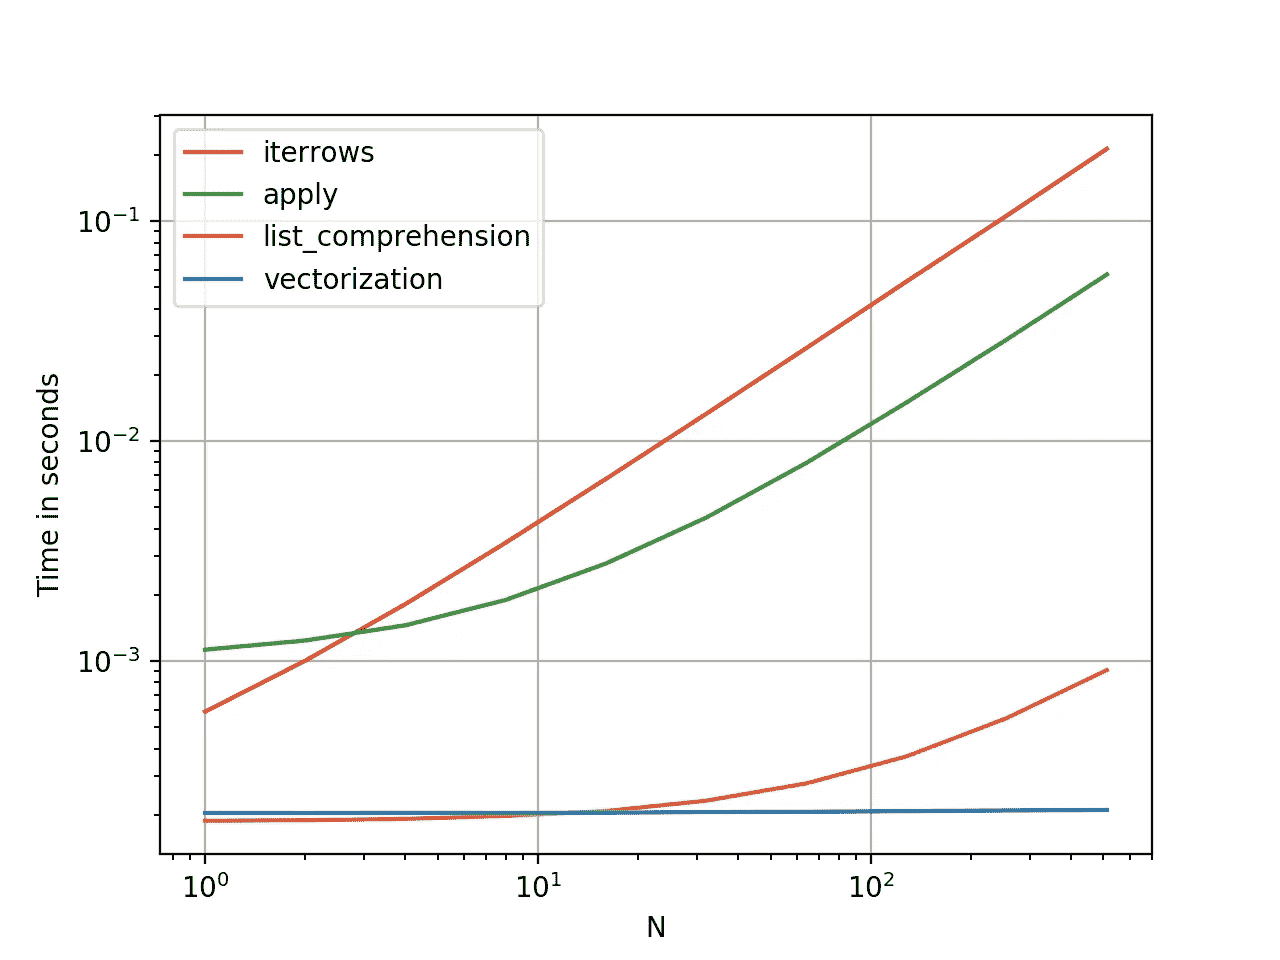 iterrows
apply
list_comprehension
vectorization
10⁻¹
10⁻²
10⁻³
Time in seconds
10⁰ 10¹ 10²
N